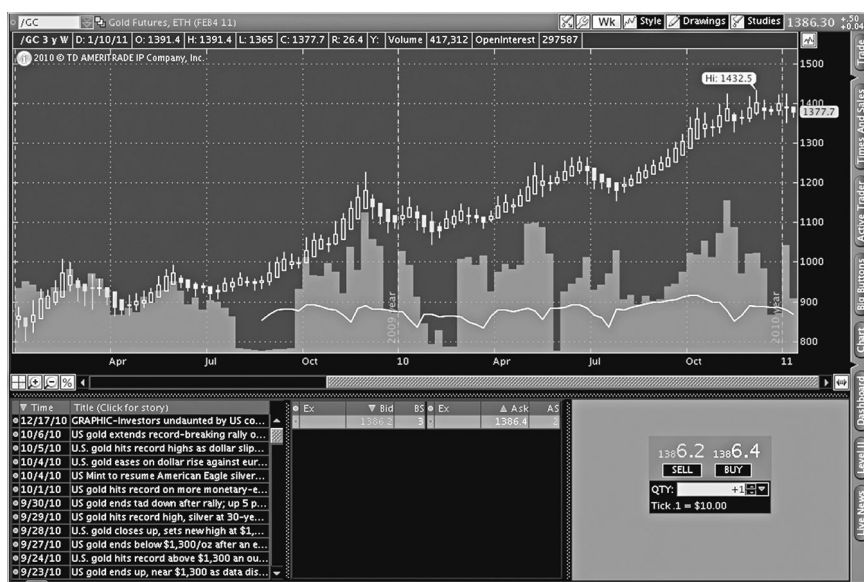 /GC Gold Futures, ETH (FEB4 11) Wk Style Drawings Studies 1386.30 +.50 +0.04
/GC 3 y W D: 1/10/11 O: 1391.4 H: 1391.4 L: 1365 C: 1377.7 R: 26.4 Y: Volume 417,312 OpenInterest 297587
2010 © TD AMERITRADE IP Company, Inc.
1500
Hi: 1432.5
1400
1377.7
1300
1200
1100
1000
900
800
2009 year
2010 year
Apr Jul Oct 10 Apr Jul Oct 11
Trade
Times And Sales
Active Trader
Big Buttons
Chart
Dashboard
Level II
Live News
Time Title (Click for story)
12/17/10 GRAPHIC-Investors undaunted by US co...
10/6/10 US gold extends record-breaking rally o...
10/5/10 U.S. gold hits record highs as dollar slip...
10/4/10 U.S. gold eases on dollar rise against eur...
10/4/10 US Mint to resume American Eagle silver...
10/1/10 US gold hits record on more monetary-e...
9/30/10 US gold ends tad down after rally; up 5 p...
9/29/10 US gold hits record high, silver at 30-ye...
9/28/10 U.S. gold closes up, sets new high at $1,...
9/27/10 US gold ends below $1,300/oz after an e...
9/24/10 U.S. gold hits record above $1,300 an ou...
9/23/10 US gold ends up, near $1,300 as data dis...
Ex Bid BS Ex Ask AS
1386.2 3 1386.4 2
1386.2 1386.4
SELL BUY
QTY: +1
Tick .1 = $10.00